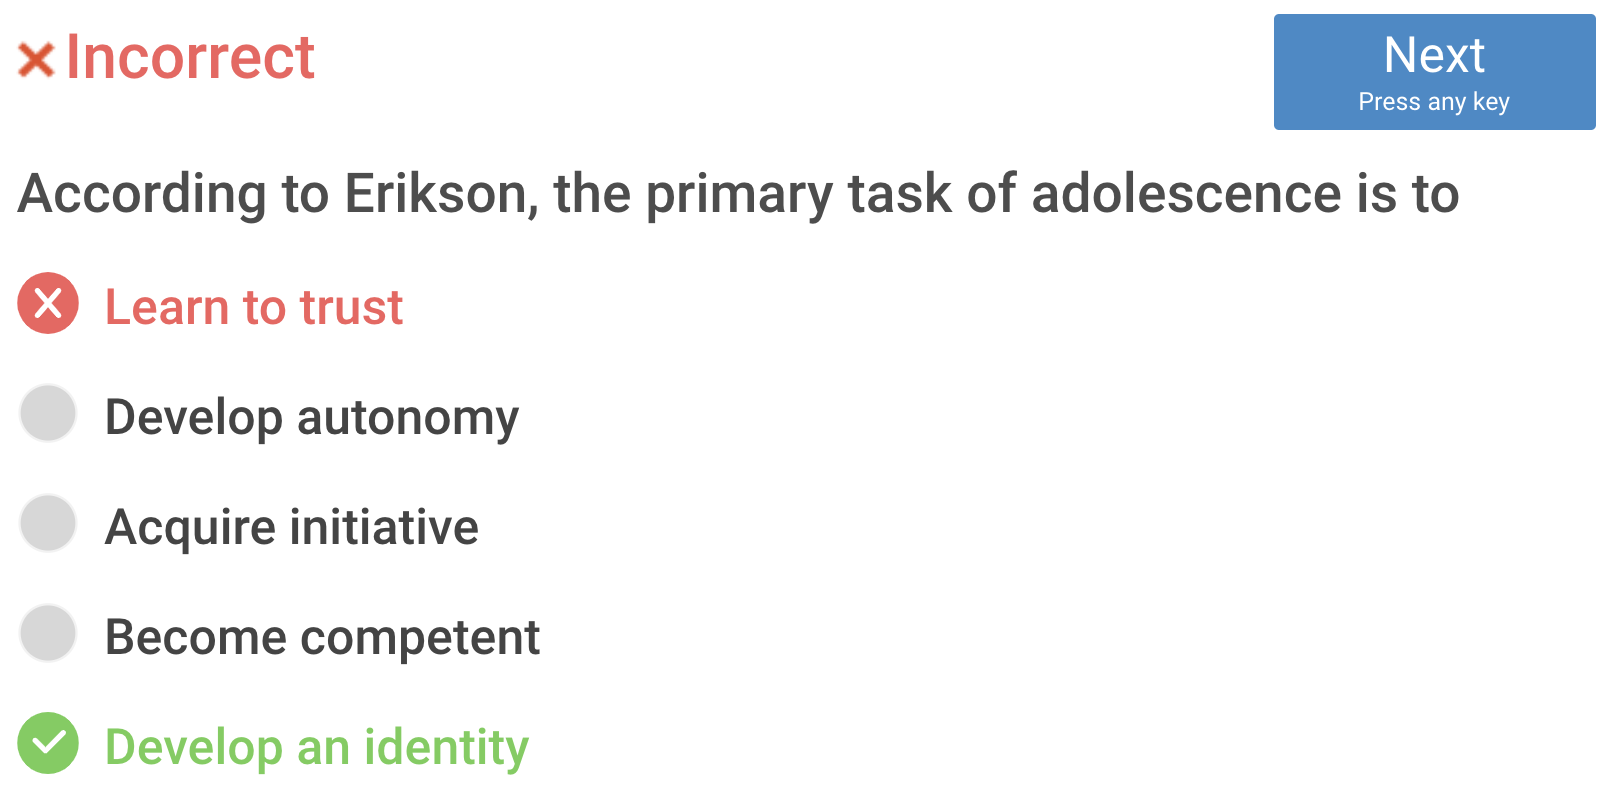 Incorrect
Next
Press any key
According to Erikson, the primary task of adolescence is to
Learn to trust
Develop autonomy
Acquire initiative
Become competent
Develop an identity